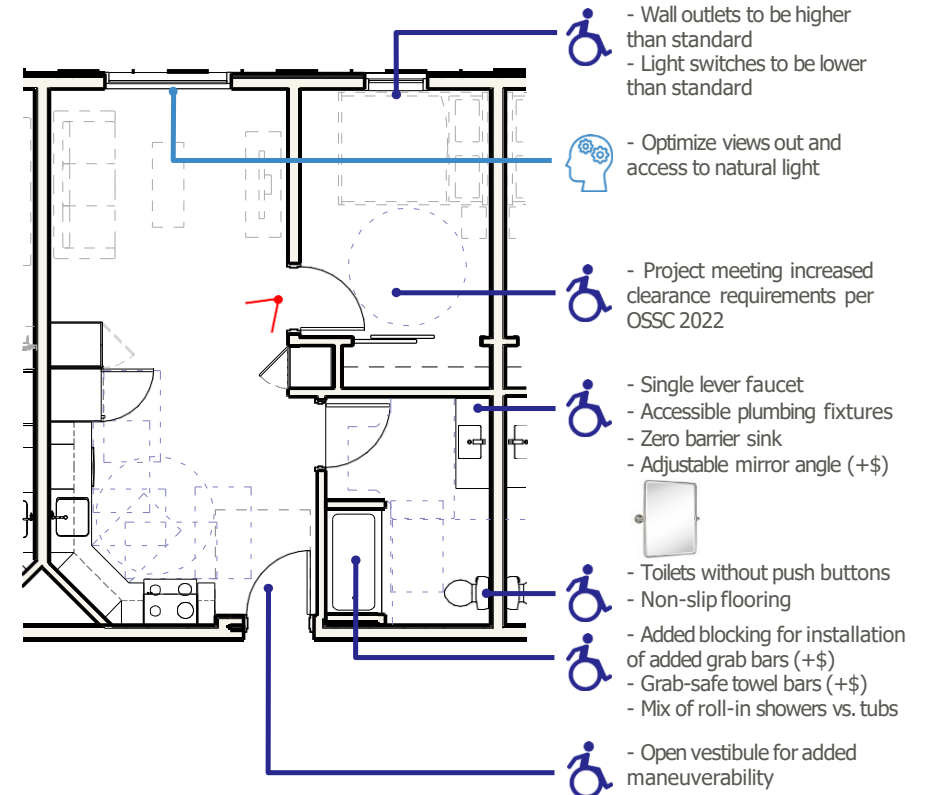 - Wall outlets to be higher
than standard
- Light switches to be lower
than standard
- Optimize views out and
access to natural light
- Project meeting increased
clearance requirements per
OSSC 2022
- Single lever faucet
- Accessible plumbing fixtures
- Zero barrier sink
- Adjustable mirror angle (+$)
- Toilets without push buttons
- Non-slip flooring
- Added blocking for installation
of added grab bars (+$)
- Grab-safe towel bars (+$)
- Mix of roll-in showers vs. tubs
- Open vestibule for added
maneuverability